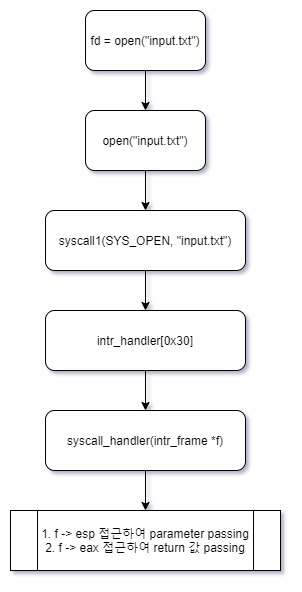 fd = open("input.txt")
open("input.txt")
syscall1(SYS_OPEN, "input.txt")
intr_handler[0x30]
syscall_handler(intr_frame *f)
1. f -> esp 접근하여 parameter passing
2. f -> eax 접근하여 return 값 passing